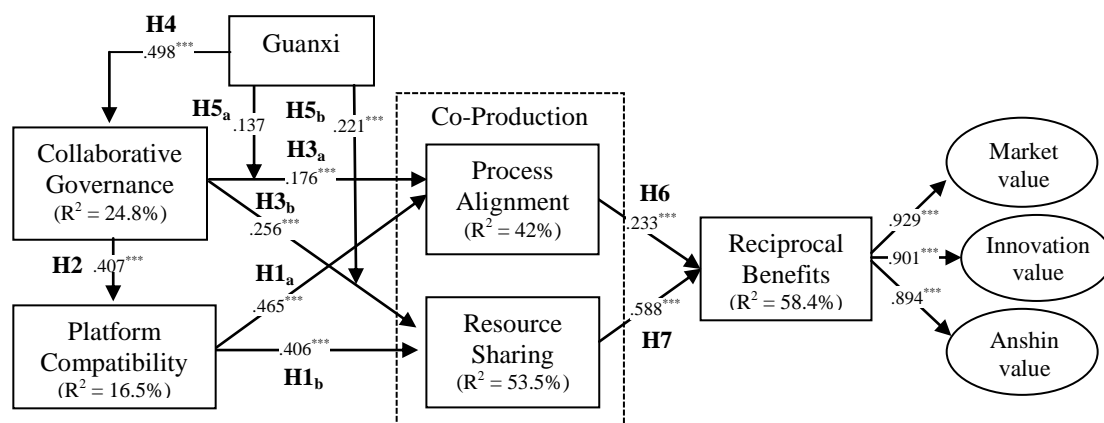 H4
.498***
Guanxi
H5a
.137
H5b
.221***
Co-Production
Collaborative
Governance
(R² = 24.8%)
H3a
.176***
H3b
.256***
Process
Alignment
(R² = 42%)
H2 .407***
H1a
.465***
Platform
Compatibility
(R² = 16.5%)
.406***
H1b
Resource
Sharing
(R² = 53.5%)
H6
.233***
.588***
H7
Reciprocal
Benefits
(R² = 58.4%)
.929***
.901***
.894***
Market
value
Innovation
value
Anshin
value